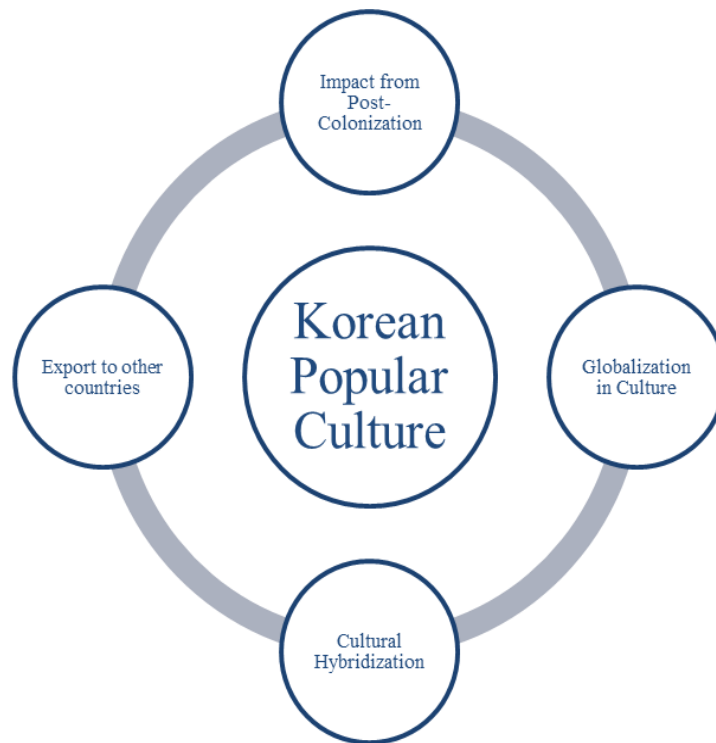 Impact from
Post-
Colonization
Korean
Popular
Culture
Export to other
countries
Globalization
in Culture
Cultural
Hybridization